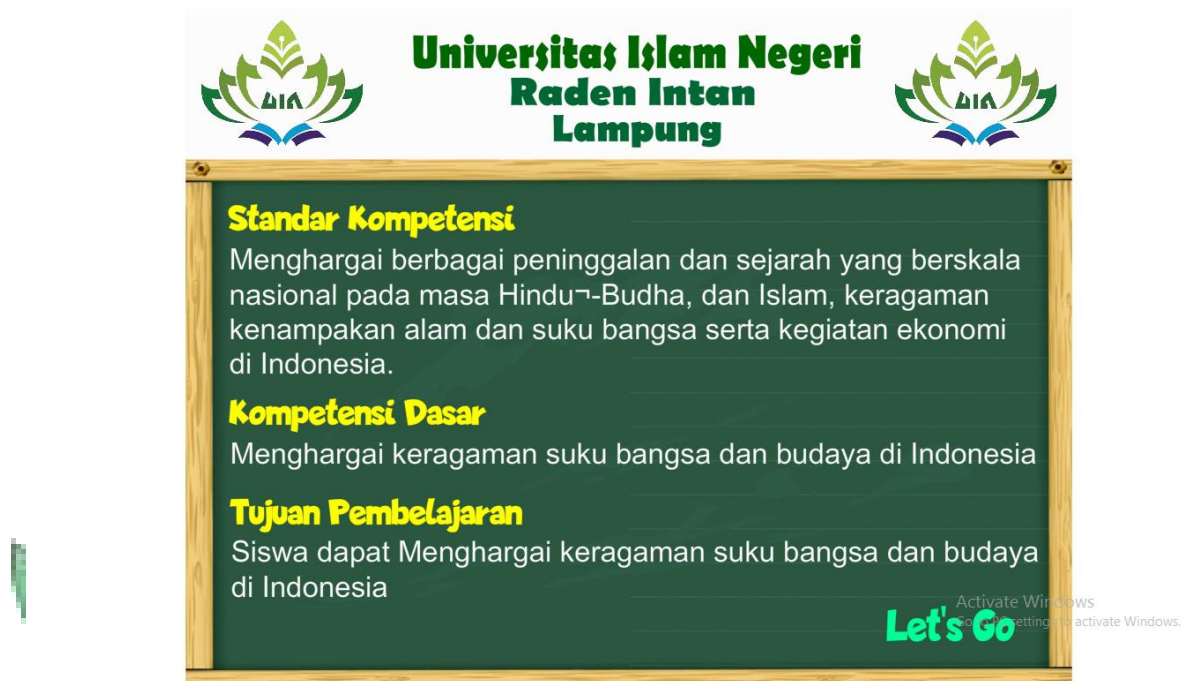 Universitas Islam Negeri
Raden Intan
Lampung
UIN
UIN
Standar Kompetensi
Menghargai berbagai peninggalan dan sejarah yang berskala
nasional pada masa Hindu¬-Budha, dan Islam, keragaman
kenampakan alam dan suku bangsa serta kegiatan ekonomi
di Indonesia.
Kompetensi Dasar
Menghargai keragaman suku bangsa dan budaya di Indonesia
Tujuan Pembelajaran
Siswa dapat Menghargai keragaman suku bangsa dan budaya
di Indonesia
Let's Go
Activate Windows
Go to PC settings to activate Windows.